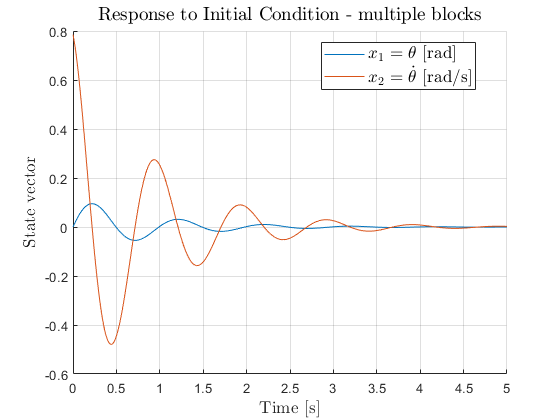 Response to Initial Condition - multiple blocks
x₁ = θ [rad]
x₂ = θ̇ [rad/s]
State vector
0.8
0.6
0.4
0.2
0
-0.2
-0.4
-0.6
0 0.5 1 1.5 2 2.5 3 3.5 4 4.5 5
Time [s]